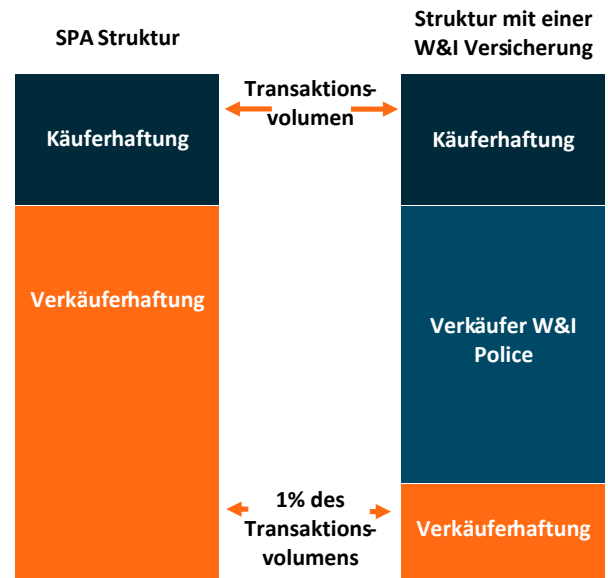 SPA Struktur
Struktur mit einer
W&I Versicherung
Transaktions-
volumen
Käuferhaftung
Käuferhaftung
Verkäuferhaftung
Verkäufer W&I
Police
1% des
Transaktions-
volumens
Verkäuferhaftung